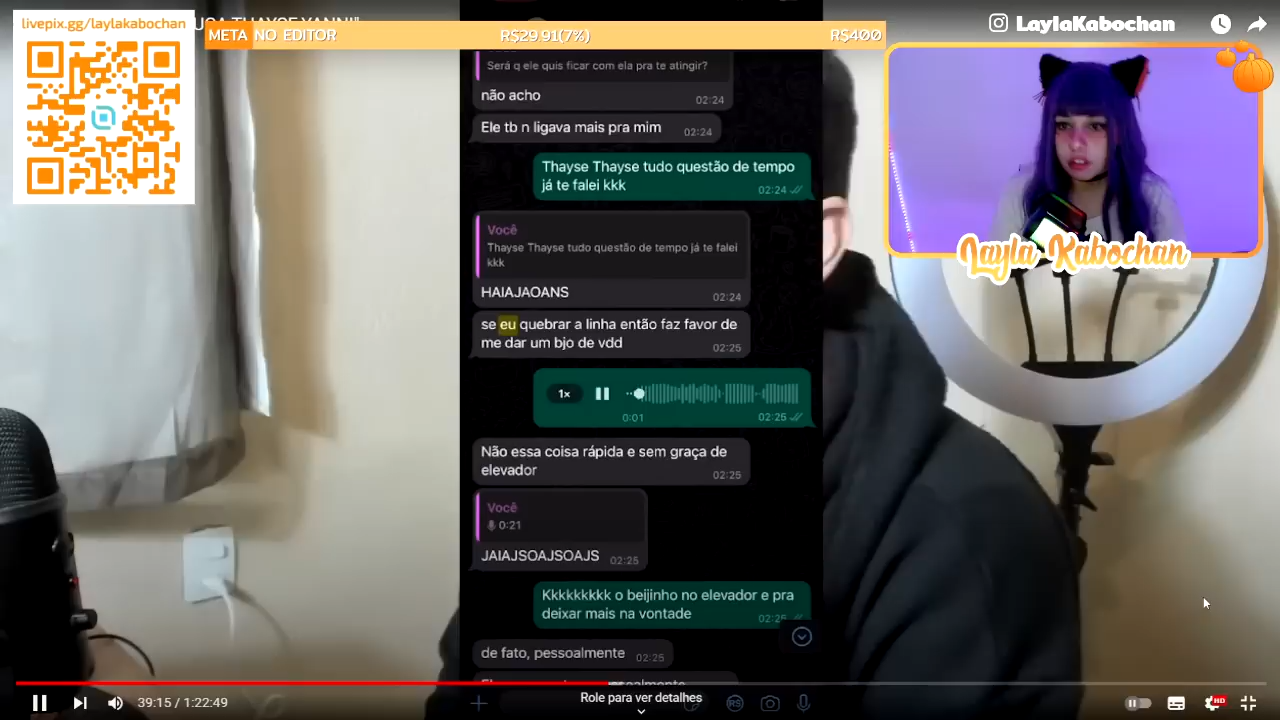 livepix.gg/laylakabochan
META NO EDITOR
R$29 91(7%)
R$400
LaylaKabochan
Será q ele quis ficar com ela pra te atingir?
não acho
02:24
Ele tb n ligava mais pra mim
02:24
Thayse Thayse tudo questão de tempo
já te falei kkk
02:24
Você
Thayse Thayse tudo questão de tempo já te falei
kkk
HAIAJAOANS
02:24
se eu quebrar a linha então faz favor de
me dar um bjo de vdd
02:25
1x
0:01
02:25
Não essa coisa rápida e sem graça de
elevador
02:25
Você
0:21
JAIAJSOAJSOAJS
02:25
Kkkkkkkkk o beijinho no elevador e pra
deixar mais na vontade
02:25
de fato, pessoalmente
02:25
Layla Kabochan
39:15 / 1:22:49
Role para ver detalhes
RS
HD